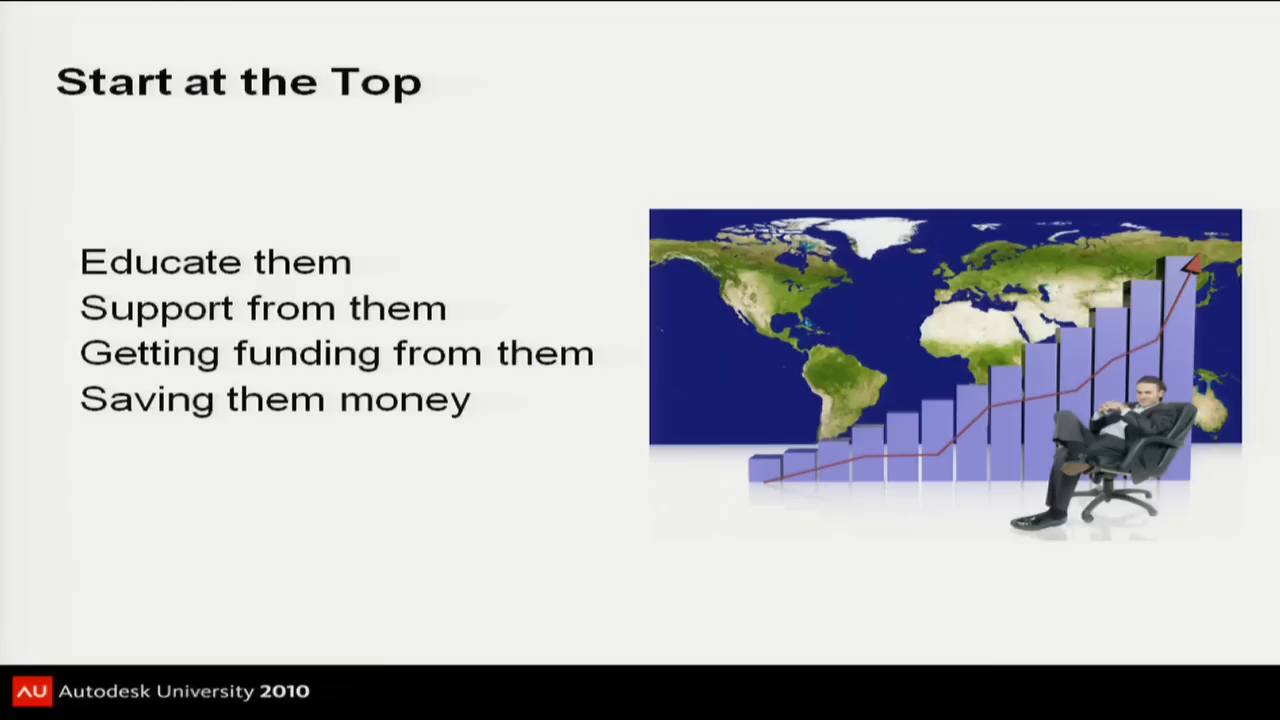 Start at the Top
Educate them
Support from them
Getting funding from them
Saving them money
AU Autodesk University 2010